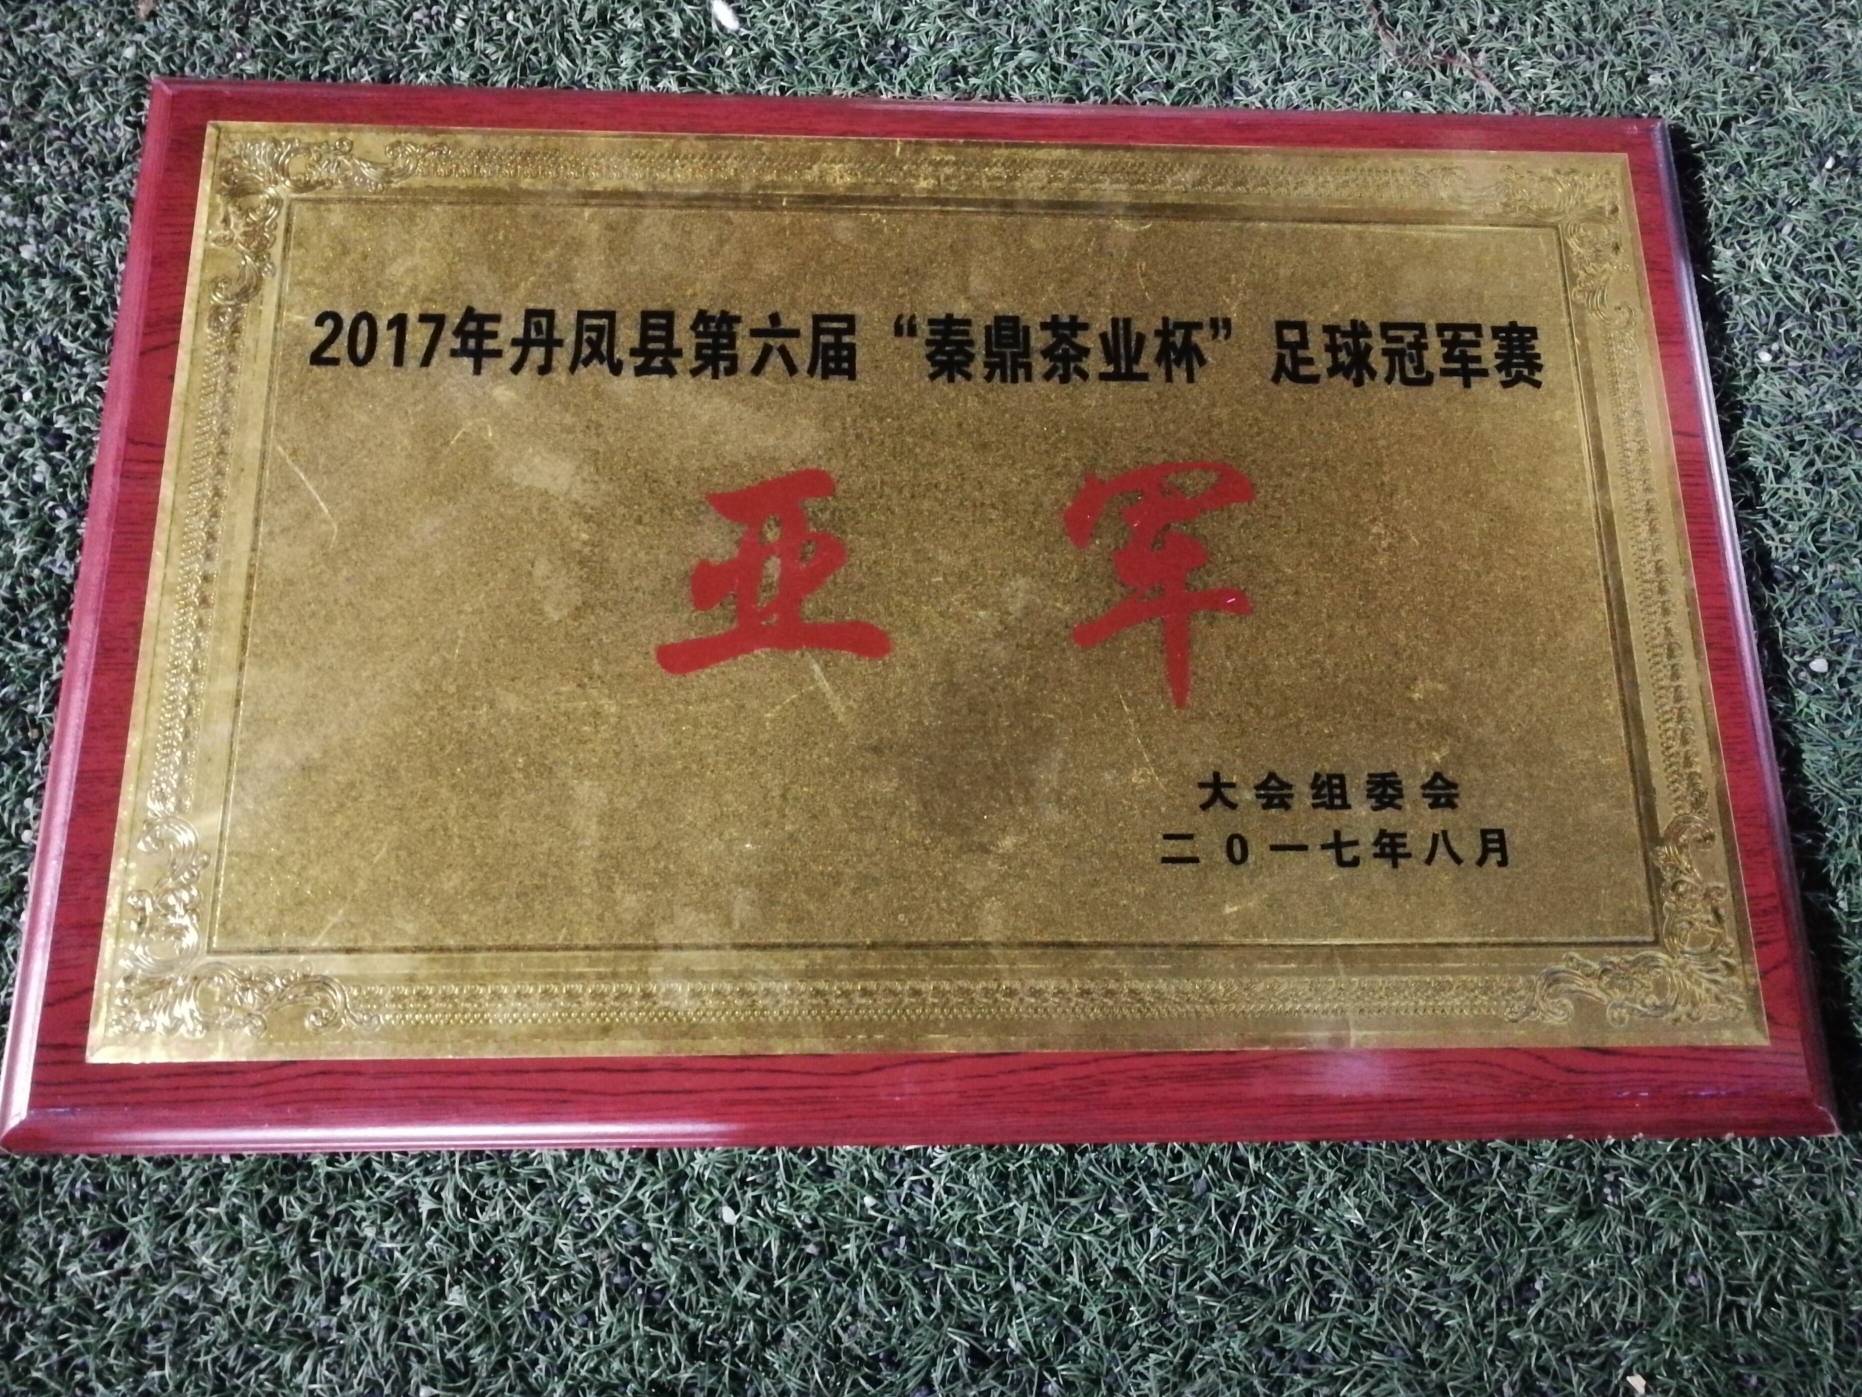 2017年丹凤县第六届“秦鼎茶业杯”足球冠军赛
亚军
大会组委会
二0一七年八月